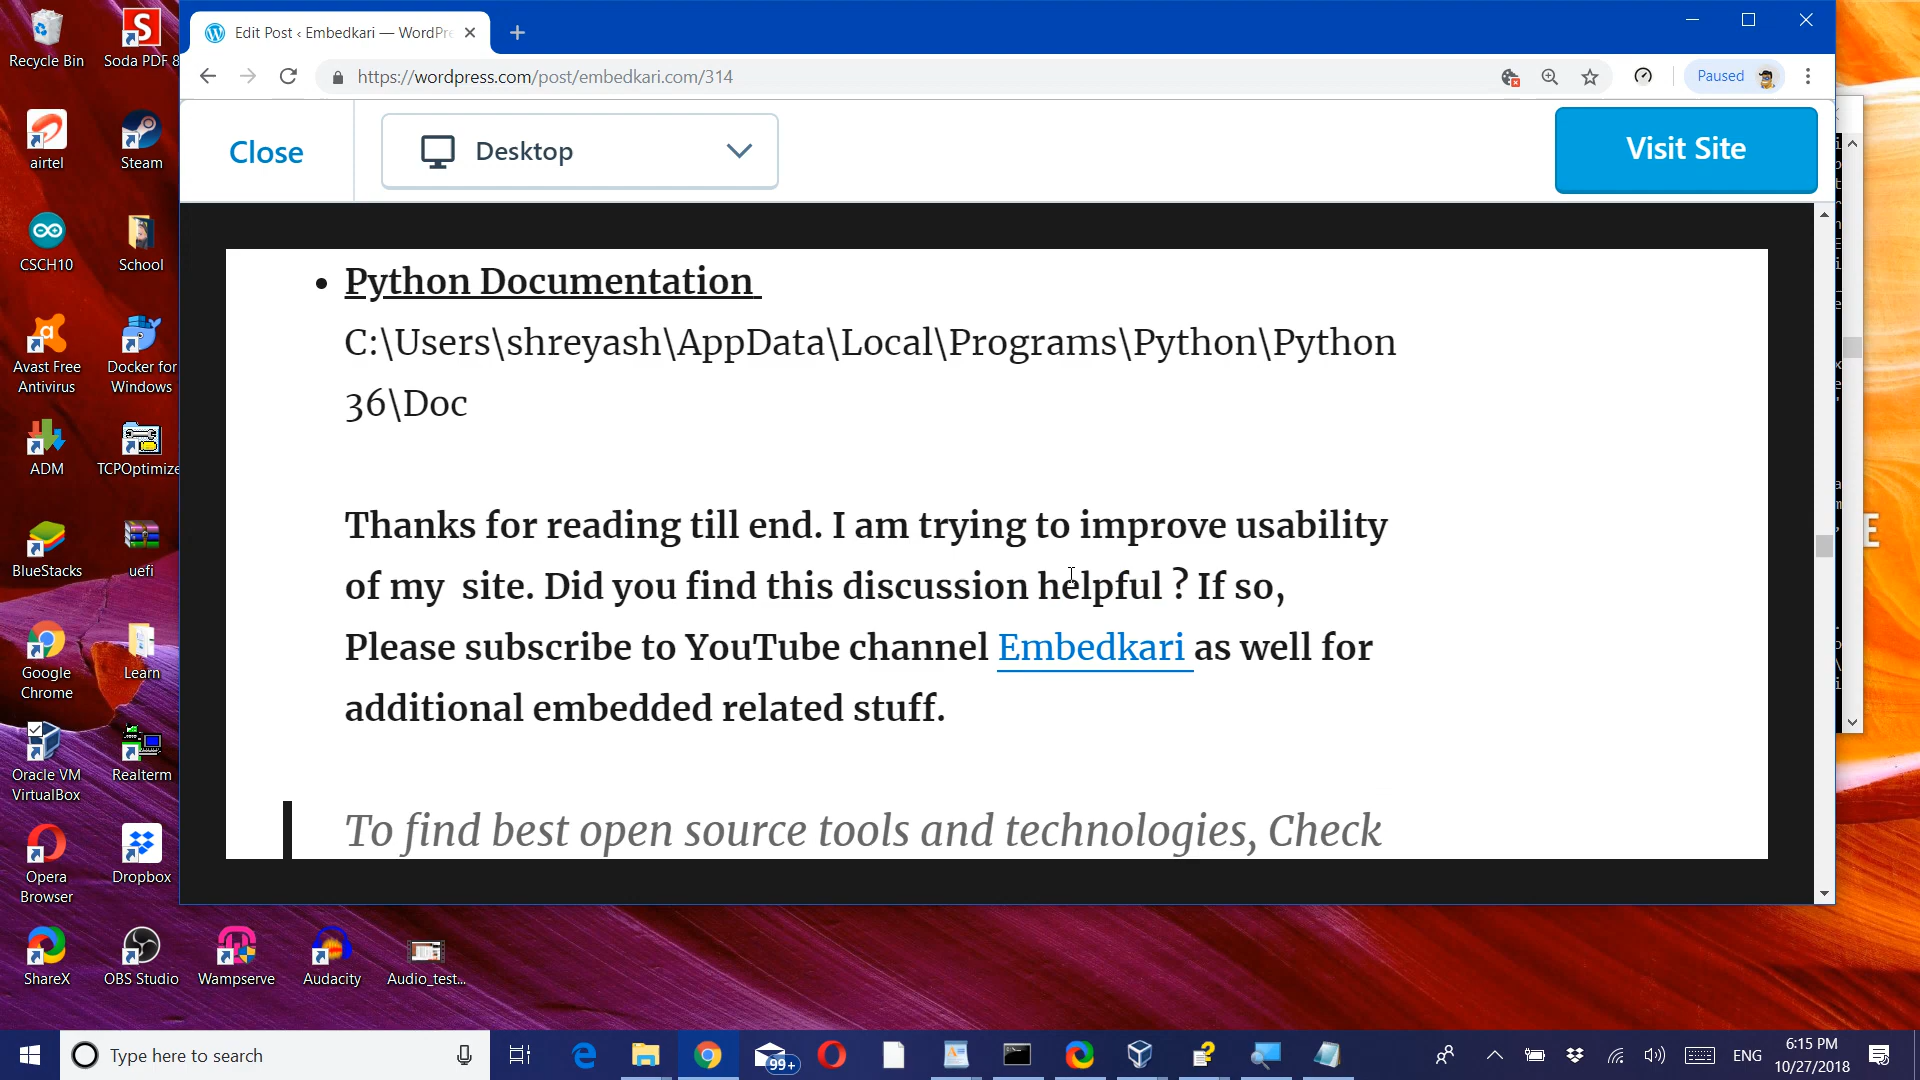 Recycle Bin
Soda PDF 8
airtel
Steam
CSCH10
School
Avast Free
Antivirus
Docker for
Windows
ADM
TCPOptimize
BlueStacks
uefi
Google
Chrome
Learn
Oracle VM
VirtualBox
Realterm
Opera
Browser
Dropbox
ShareX
OBS Studio
Wampserve
Audacity
Audio_test...
Edit Post ‹ Embedkari — WordPre
https://wordpress.com/post/embedkari.com/314
Paused
Close
Desktop
Visit Site
• Python Documentation
C:\Users\shreyash\AppData\Local\Programs\Python\Python
36\Doc
Thanks for reading till end. I am trying to improve usability
of my  site. Did you find this discussion helpful ? If so,
Please subscribe to YouTube channel Embedkari as well for
additional embedded related stuff.
To find best open source tools and technologies, Check
E
Type here to search
99+
ENG
6:15 PM
10/27/2018